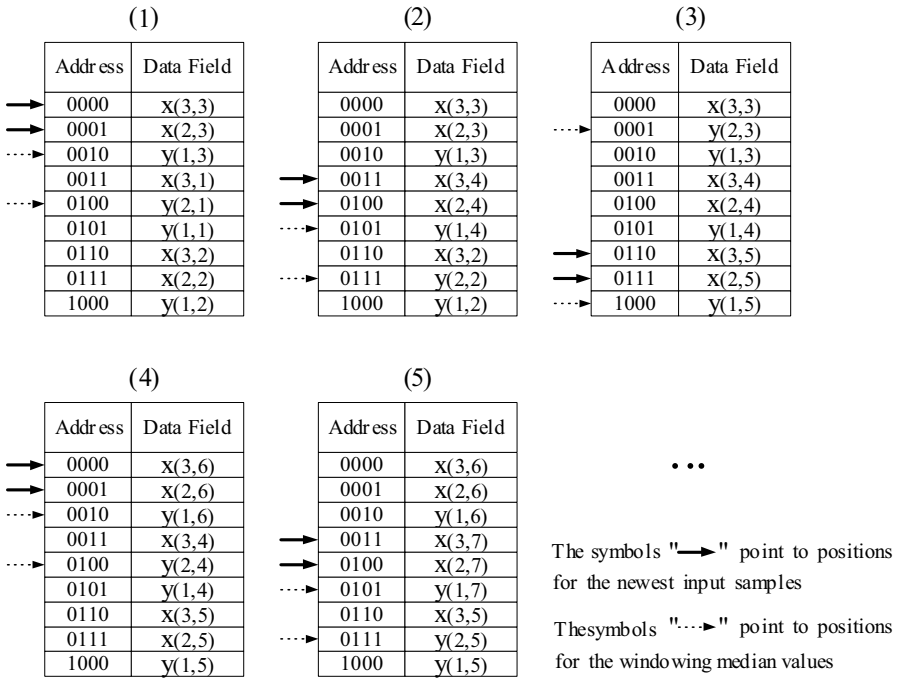 (1)
Address Data Field
0000 x(3,3)
0001 x(2,3)
0010 y(1,3)
0011 x(3,1)
0100 y(2,1)
0101 y(1,1)
0110 x(3,2)
0111 x(2,2)
1000 y(1,2)
(2)
Address Data Field
0000 x(3,3)
0001 x(2,3)
0010 y(1,3)
0011 x(3,4)
0100 x(2,4)
0101 y(1,4)
0110 x(3,2)
0111 y(2,2)
1000 y(1,2)
(3)
Address Data Field
0000 x(3,3)
0001 y(2,3)
0010 y(1,3)
0011 x(3,4)
0100 x(2,4)
0101 y(1,4)
0110 x(3,5)
0111 x(2,5)
1000 y(1,5)
(4)
Address Data Field
0000 x(3,6)
0001 x(2,6)
0010 y(1,6)
0011 x(3,4)
0100 y(2,4)
0101 y(1,4)
0110 x(3,5)
0111 x(2,5)
1000 y(1,5)
(5)
Address Data Field
0000 x(3,6)
0001 x(2,6)
0010 y(1,6)
0011 x(3,7)
0100 x(2,7)
0101 y(1,7)
0110 x(3,5)
0111 y(2,5)
1000 y(1,5)
...
The symbols "→" point to positions
for the newest input samples
Thesymbols "⇢" point to positions
for the windowing median values